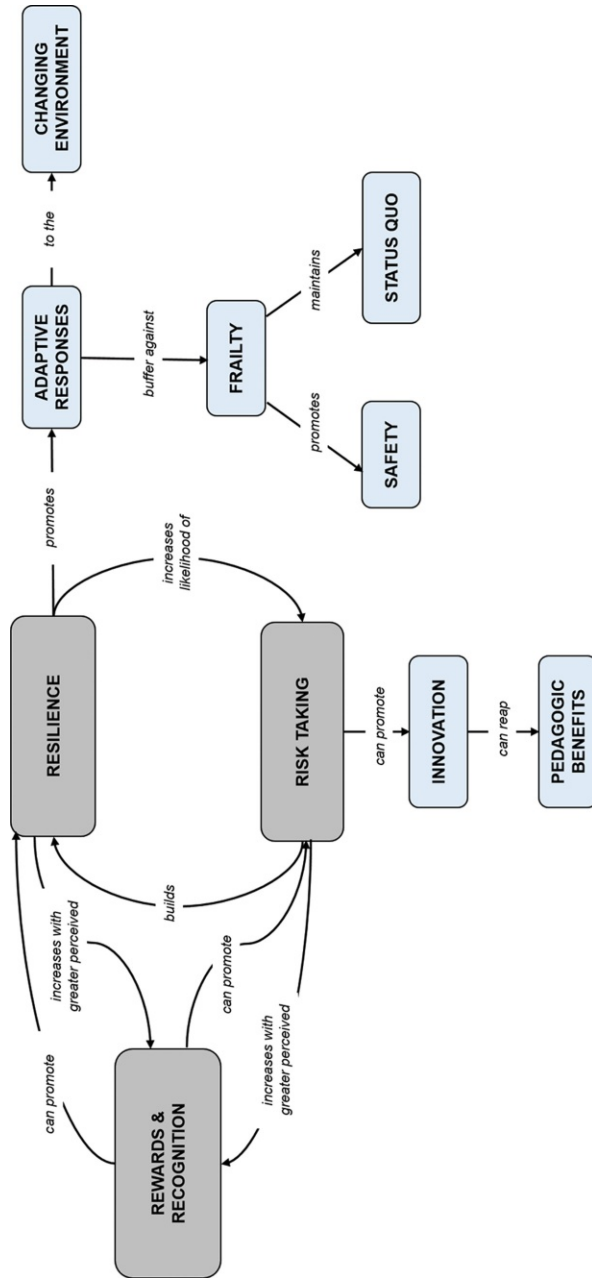 REWARDS &
RECOGNITION
can promote
increases with
greater perceived
can promote
increases with
greater perceived
builds
RESILIENCE
RISK TAKING
increases
likelihood of
promotes
ADAPTIVE
RESPONSES
to the
CHANGING
ENVIRONMENT
buffer against
FRAILTY
promotes
SAFETY
maintains
STATUS QUO
can promote
INNOVATION
can reap
PEDAGOGIC
BENEFITS